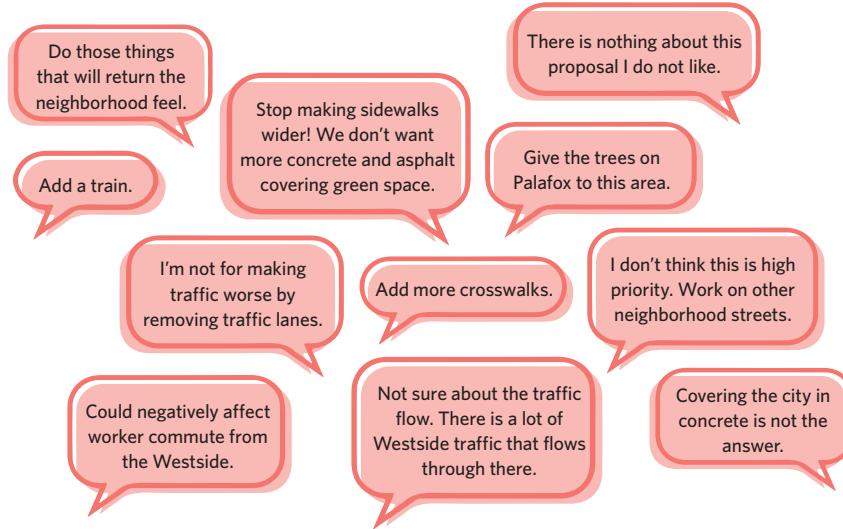 Do those things
that will return the
neighborhood feel.
There is nothing about this
proposal I do not like.
Stop making sidewalks
wider! We don't want
more concrete and asphalt
covering green space.
Add a train.
Give the trees on
Palafox to this area.
I'm not for making
traffic worse by
removing traffic lanes.
Add more crosswalks.
I don't think this is high
priority. Work on other
neighborhood streets.
Could negatively affect
worker commute from
the Westside.
Not sure about the traffic
flow. There is a lot of
Westside traffic that flows
through there.
Covering the city in
concrete is not the
answer.